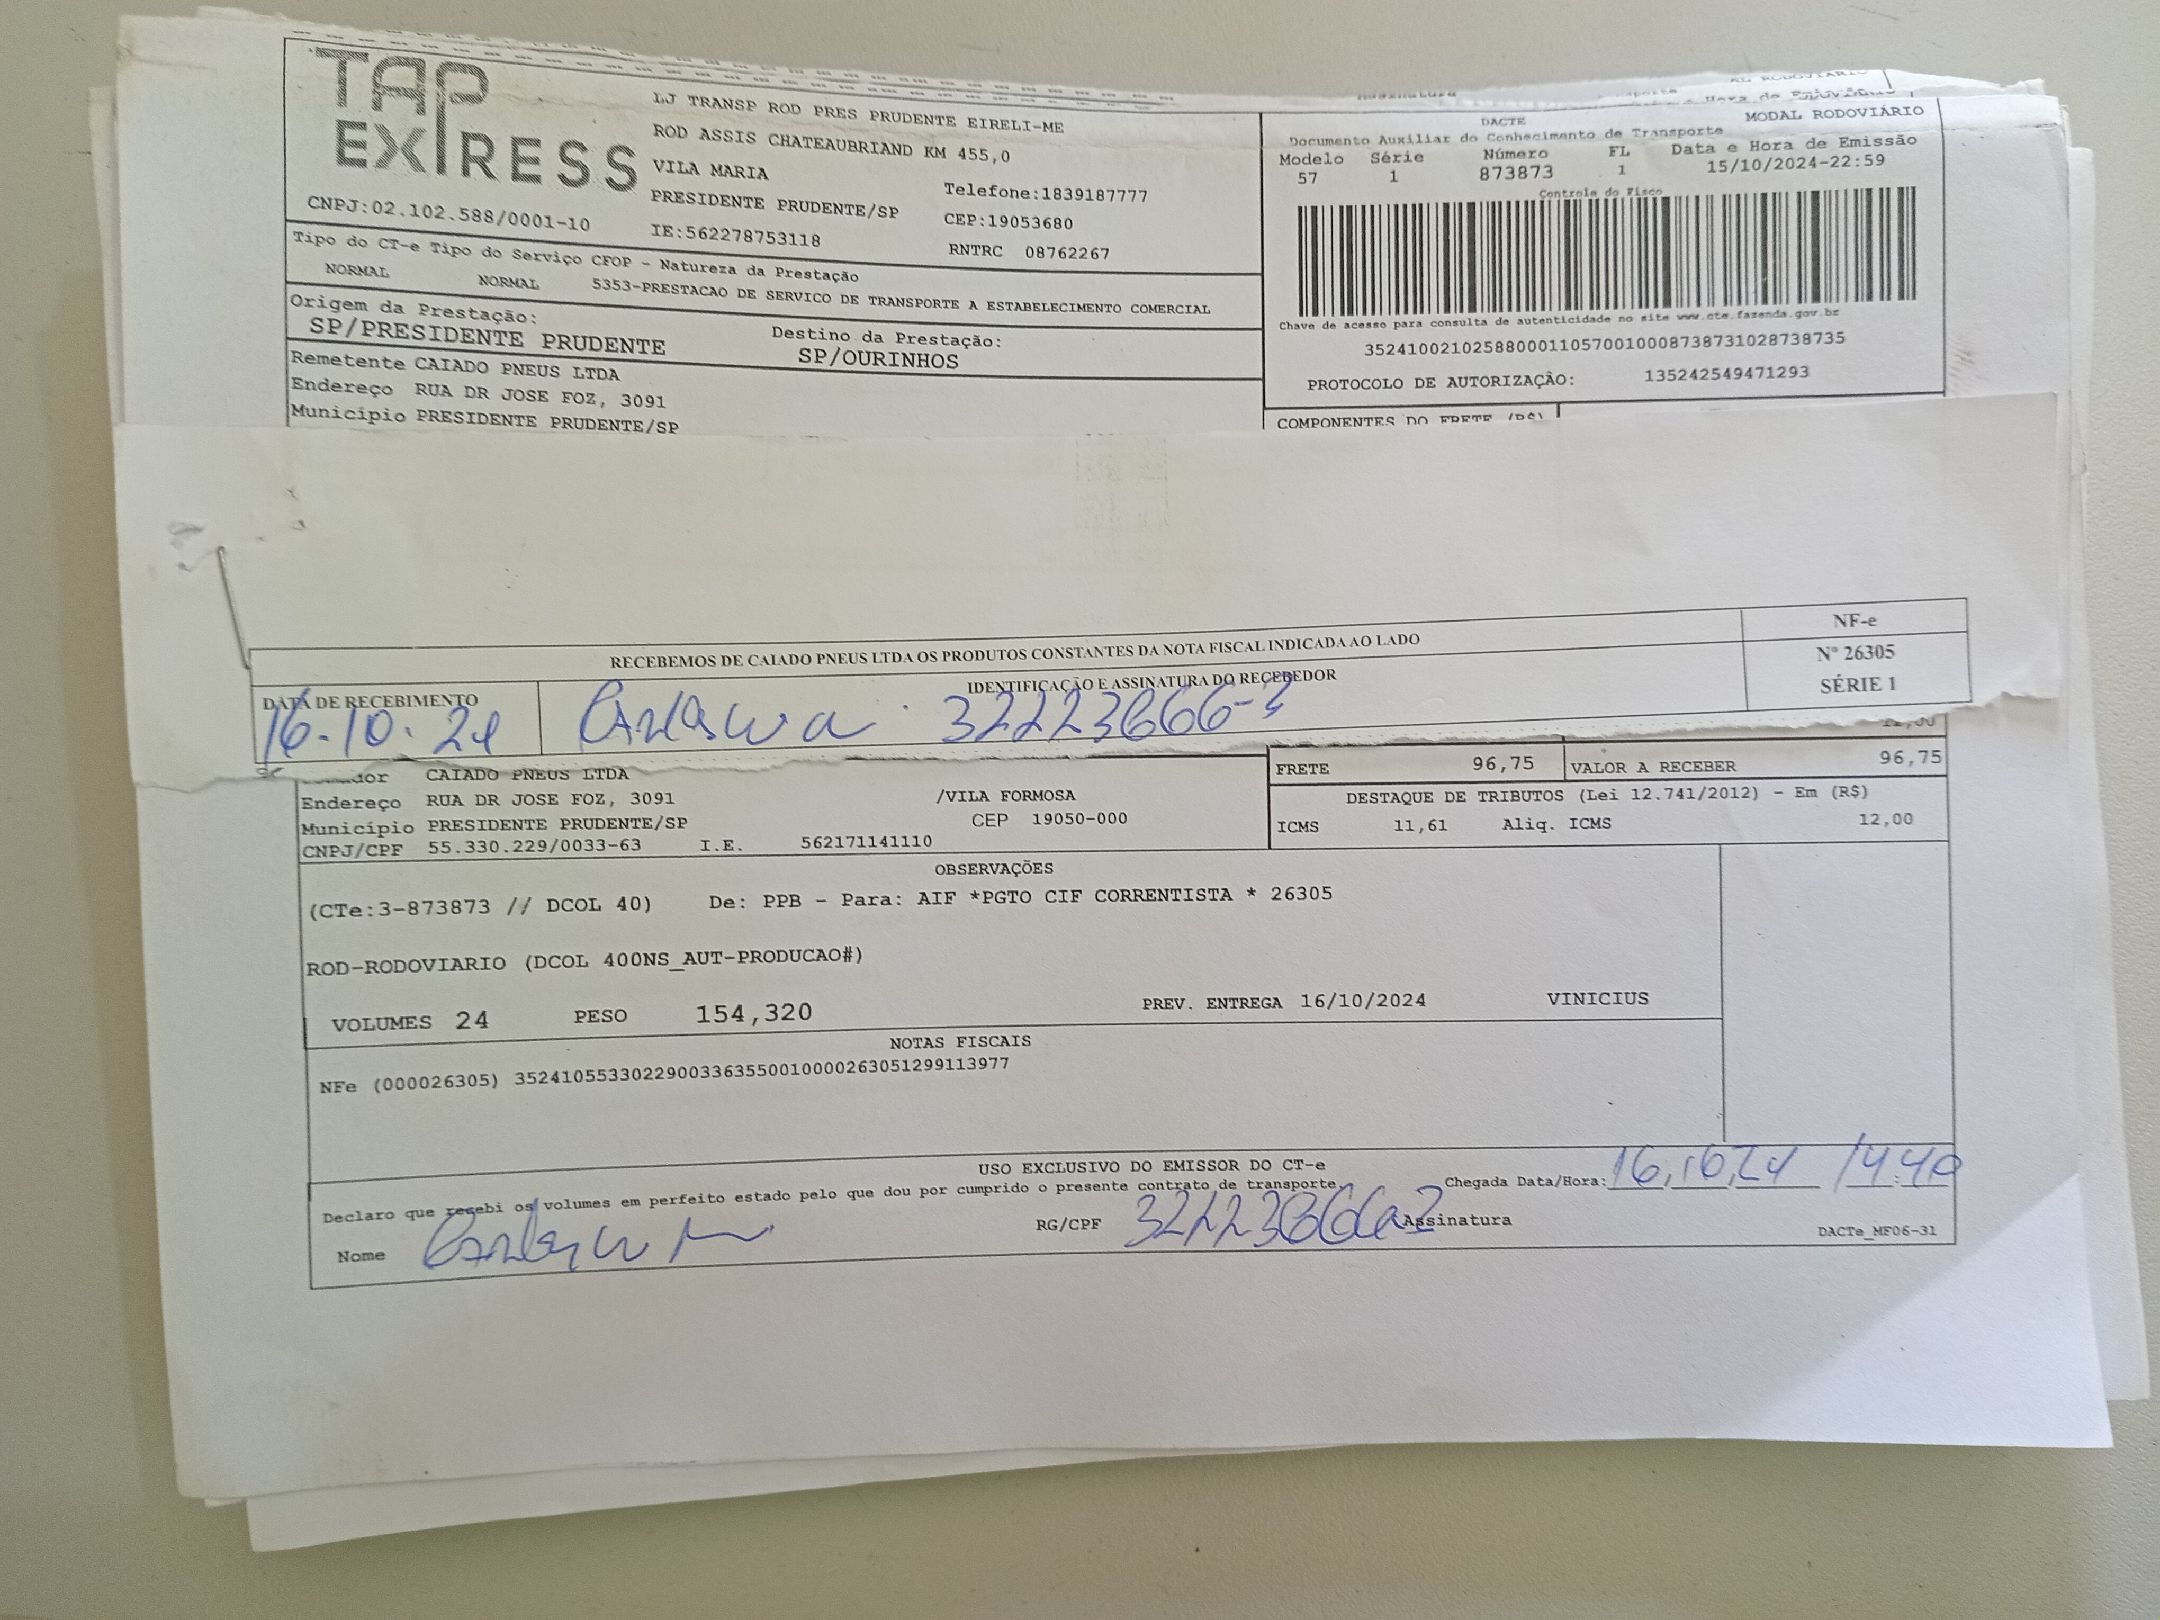 TAP
EXPRESS
CNPJ:02.102.588/0001-10
LJ TRANSP ROD PRES PRUDENTE EIRELI-ME
ROD ASSIS CHATEAUBRIAND KM 455,0
VILA MARIA
PRESIDENTE PRUDENTE/SP
IE:562278753118
Telefone:1839187777
CEP:19053680
RNTRC 08762267
MODAL RODOVIÁRIO
DACTE
Documento Auxiliar do Conhecimento de Transporte
Modelo Série Número FL Data e Hora de Emissão
57 1 873873 1 15/10/2024-22:59
Controle do Fisco
Chave de acesso para consulta de autenticidade no site www.cte.fazenda.gov.br
35241002102588000110570010008738731028738735
PROTOCOLO DE AUTORIZAÇÃO: 135242549471293
Tipo do CT-e Tipo do Serviço CFOP - Natureza da Prestação
NORMAL NORMAL 5353-PRESTACAO DE SERVICO DE TRANSPORTE A ESTABELECIMENTO COMERCIAL
Origem da Prestação: Destino da Prestação:
SP/PRESIDENTE PRUDENTE SP/OURINHOS
Remetente CAIADO PNEUS LTDA
Endereço RUA DR JOSE FOZ, 3091
Município PRESIDENTE PRUDENTE/SP
COMPONENTES DO FRETE (R$)
RECEBEMOS DE CAIADO PNEUS LTDA OS PRODUTOS CONSTANTES DA NOTA FISCAL INDICADA AO LADO
NF-e
Nº 26305
SÉRIE 1
DATA DE RECEBIMENTO IDENTIFICAÇÃO E ASSINATURA DO RECEBEDOR
16.10.24
CAIADO PNEUS LTDA
Endereço RUA DR JOSE FOZ, 3091 /VILA FORMOSA
Município PRESIDENTE PRUDENTE/SP CEP 19050-000
CNPJ/CPF 55.330.229/0033-63 I.E. 562171141110
FRETE 96,75 VALOR A RECEBER 96,75
DESTAQUE DE TRIBUTOS (Lei 12.741/2012) - Em (R$)
ICMS 11,61 Aliq. ICMS 12,00
OBSERVAÇÕES
(CTe:3-873873 // DCOL 40) De: PPB - Para: AIF *PGTO CIF CORRENTISTA * 26305
ROD-RODOVIARIO (DCOL 400NS_AUT-PRODUCAO#)
VOLUMES 24 PESO 154,320 PREV. ENTREGA 16/10/2024 VINICIUS
NOTAS FISCAIS
NFe (000026305) 35241055330229003363550010000263051299113977
USO EXCLUSIVO DO EMISSOR DO CT-e
Declaro que recebi os volumes em perfeito estado pelo que dou por cumprido o presente contrato de transporte.
Chegada Data/Hora: 16,10,24 14:40
Nome RG/CPF Assinatura
DACTe_MF06-31